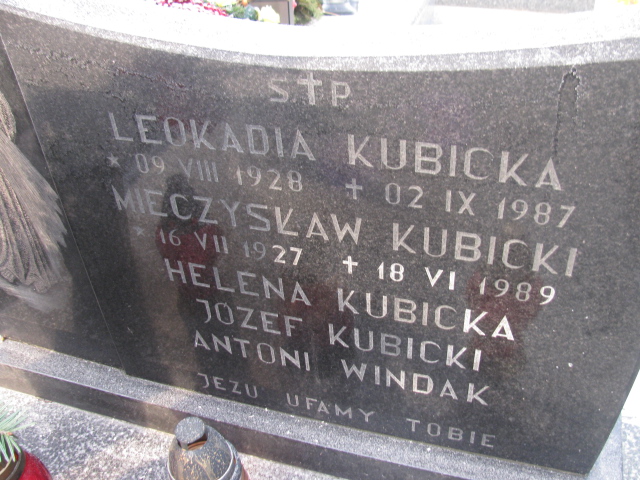 S✝P
LEOKADIA KUBICKA
* 09 VIII 1928 + 02 IX 1987
MIECZYSŁAW KUBICKI
* 16 VII 1927 + 18 VI 1989
HELENA KUBICKA
JÓZEF KUBICKI
ANTONI WINDAK
JEZU UFAMY TOBIE